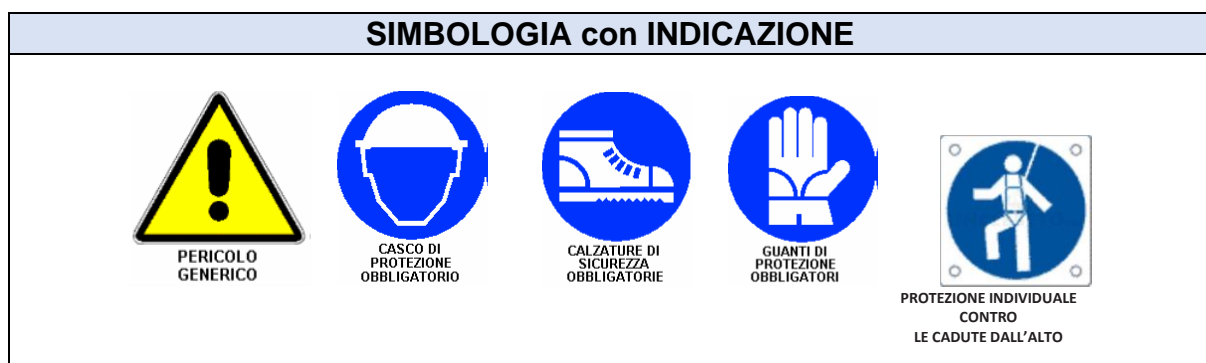 SIMBOLOGIA con INDICAZIONE
PERICOLO
GENERICO
CASCO DI
PROTEZIONE
OBBLIGATORIO
CALZATURE DI
SICUREZZA
OBBLIGATORIE
GUANTI DI
PROTEZIONE
OBBLIGATORI
PROTEZIONE INDIVIDUALE
CONTRO
LE CADUTE DALL’ALTO